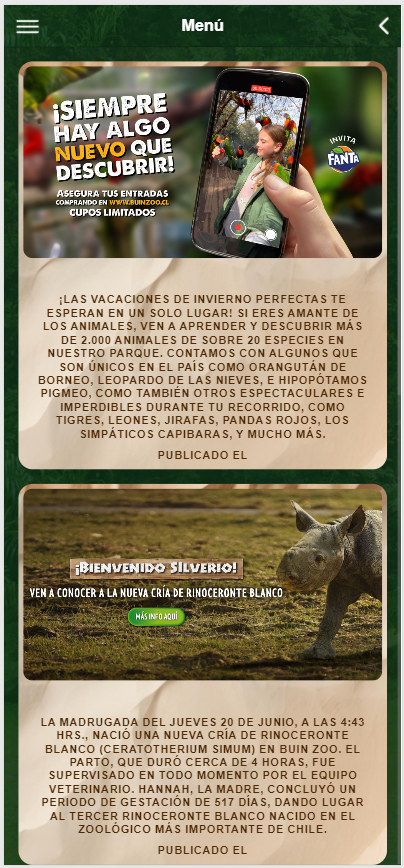 Menú
¡SIEMPRE
HAY ALGO
NUEVO QUE
DESCUBRIR!
ASEGURA TUS ENTRADAS
COMPRANDO EN WWW.BUINZOO.CL
CUPOS LIMITADOS
INVITA
FANTA
¡LAS VACACIONES DE INVIERNO PERFECTAS TE
ESPERAN EN UN SOLO LUGAR! SI ERES AMANTE DE
LOS ANIMALES, VEN A APRENDER Y DESCUBRIR MÁS
DE 2.000 ANIMALES DE SOBRE 20 ESPECIES EN
NUESTRO PARQUE. CONTAMOS CON ALGUNOS QUE
SON ÚNICOS EN EL PAÍS COMO ORANGUTÁN DE
BORNEO, LEOPARDO DE LAS NIEVES, E HIPOPÓTAMOS
PIGMEO, COMO TAMBIÉN OTROS ESPECTACULARES E
IMPERDIBLES DURANTE TU RECORRIDO, COMO
TIGRES, LEONES, JIRAFAS, PANDAS ROJOS, LOS
SIMPÁTICOS CAPIBARAS, Y MUCHO MÁS.
PUBLICADO EL
¡BIENVENIDO SILVERIO!
VEN A CONOCER A LA NUEVA CRÍA DE RINOCERONTE BLANCO
MÁS INFO AQUÍ
LA MADRUGADA DEL JUEVES 20 DE JUNIO, A LAS 4:43
HRS., NACIÓ UNA NUEVA CRÍA DE RINOCERONTE
BLANCO (CERATOTHERIUM SIMUM) EN BUIN ZOO. EL
PARTO, QUE DURÓ CERCA DE 4 HORAS, FUE
SUPERVISADO EN TODO MOMENTO POR EL EQUIPO
VETERINARIO. HANNAH, LA MADRE, CONCLUYÓ UN
PERIODO DE GESTACIÓN DE 517 DÍAS, DANDO LUGAR
AL TERCER RINOCERONTE BLANCO NACIDO EN EL
ZOOLÓGICO MÁS IMPORTANTE DE CHILE.
PUBLICADO EL